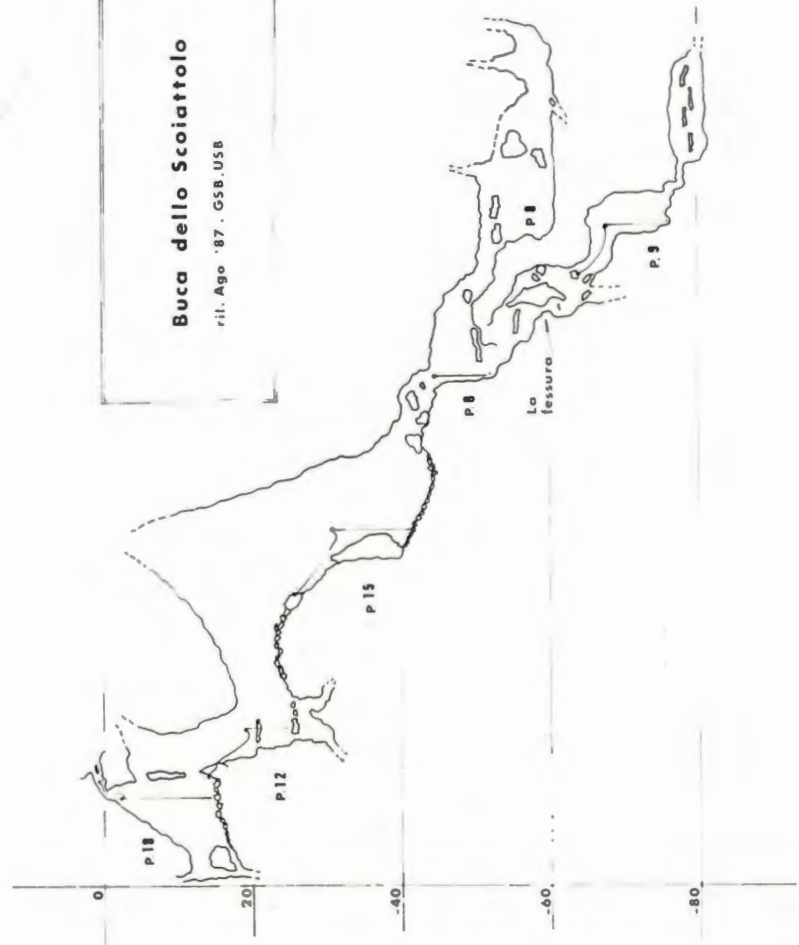 Buca dello Scoiattolo
ril. Ago '87. GSB.USB
P 18
P.12
P 15
P.8
P 8
La
fessura
P. 9
0
20
-40
-60
-80